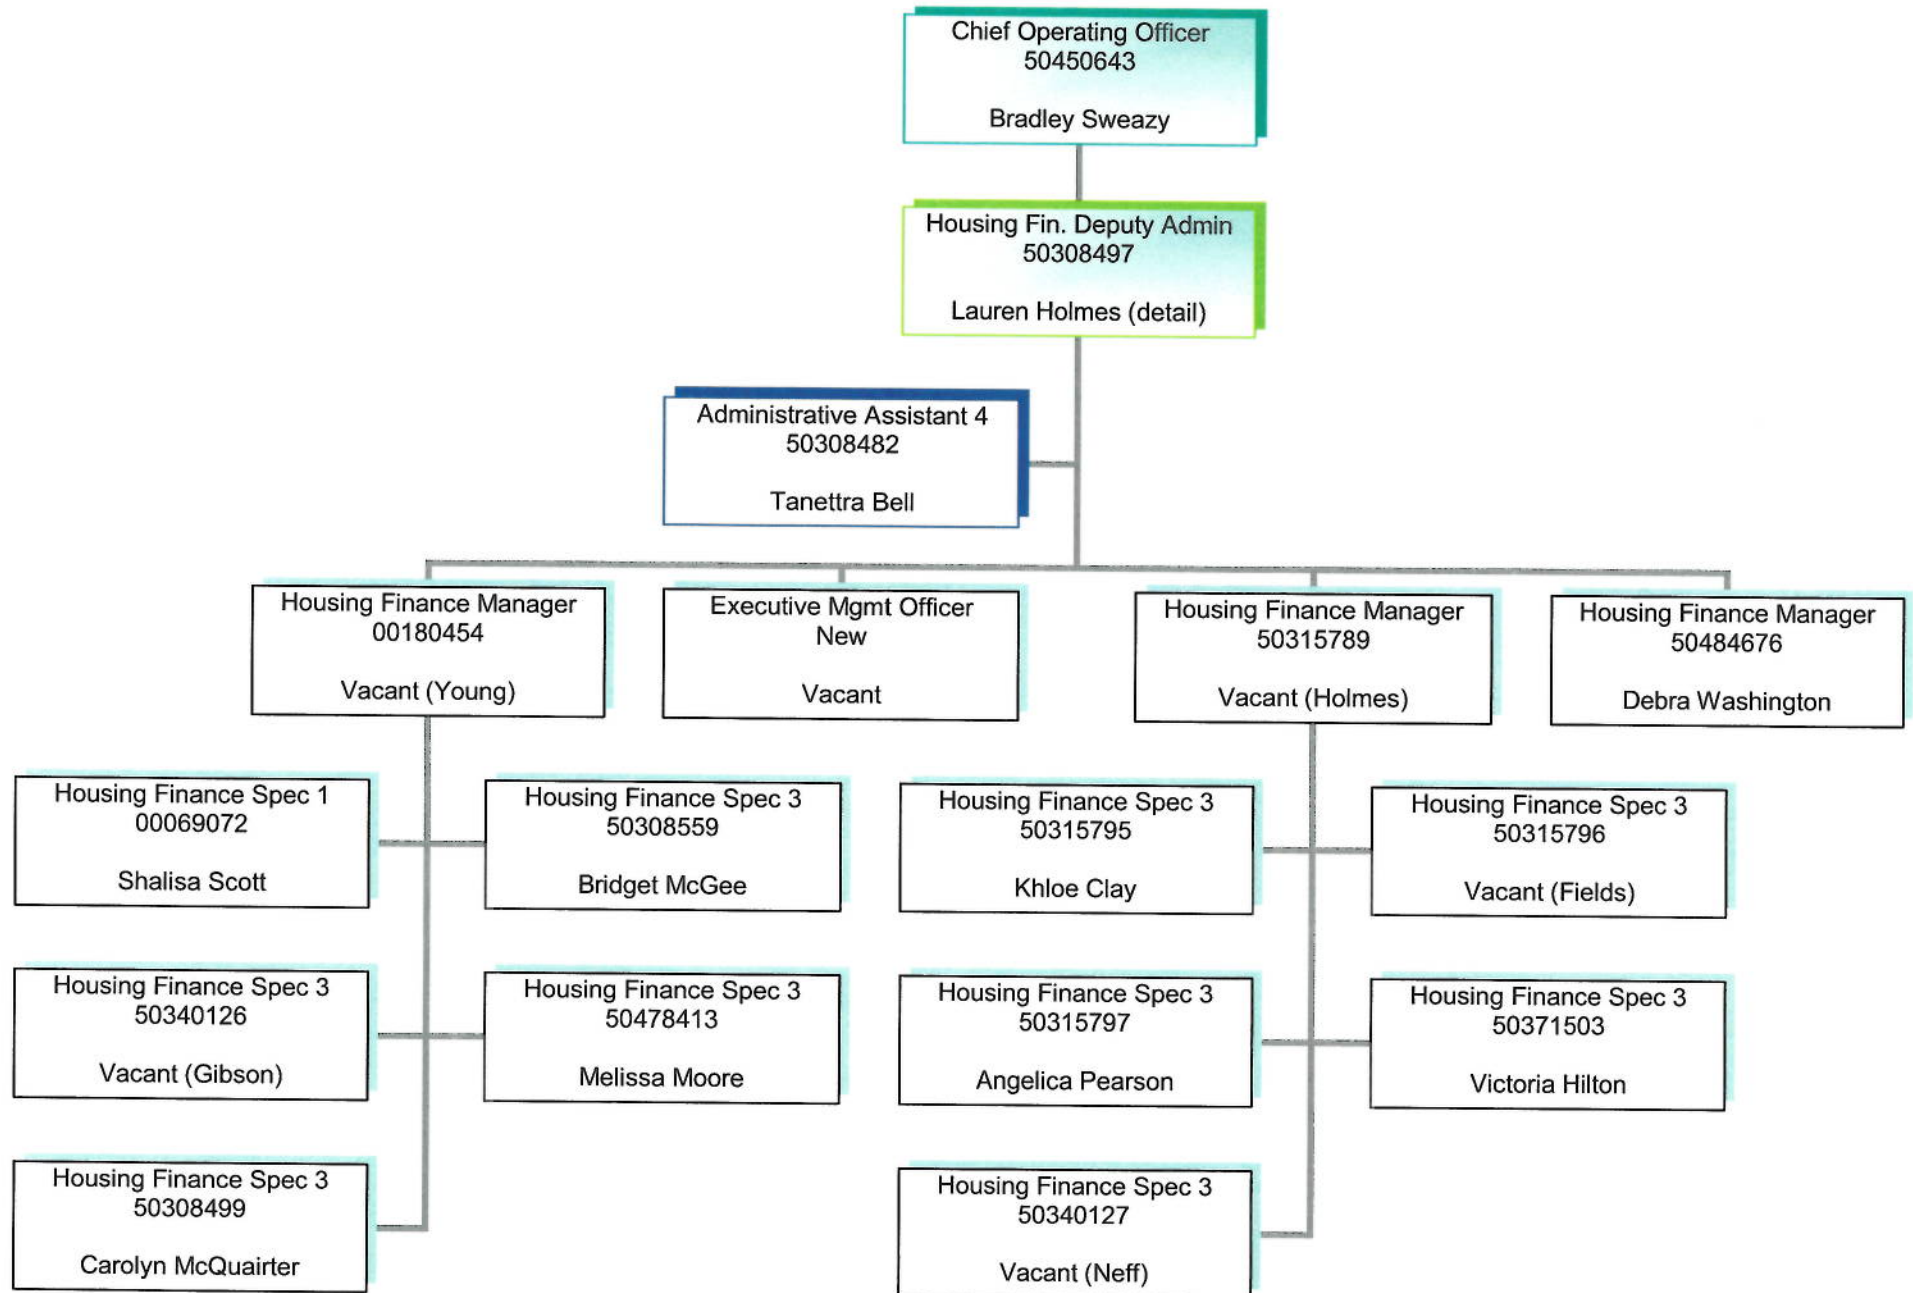 Chief Operating Officer
50450643
Bradley Sweazy
Housing Fin. Deputy Admin
50308497
Lauren Holmes (detail)
Administrative Assistant 4
50308482
Tanettra Bell
Housing Finance Manager
00180454
Vacant (Young)
Executive Mgmt Officer
New
Vacant
Housing Finance Manager
50315789
Vacant (Holmes)
Housing Finance Manager
50484676
Debra Washington
Housing Finance Spec 1
00069072
Shalisa Scott
Housing Finance Spec 3
50308559
Bridget McGee
Housing Finance Spec 3
50315795
Khloe Clay
Housing Finance Spec 3
50315796
Vacant (Fields)
Housing Finance Spec 3
50340126
Vacant (Gibson)
Housing Finance Spec 3
50478413
Melissa Moore
Housing Finance Spec 3
50315797
Angelica Pearson
Housing Finance Spec 3
50371503
Victoria Hilton
Housing Finance Spec 3
50308499
Carolyn McQuairter
Housing Finance Spec 3
50340127
Vacant (Neff)